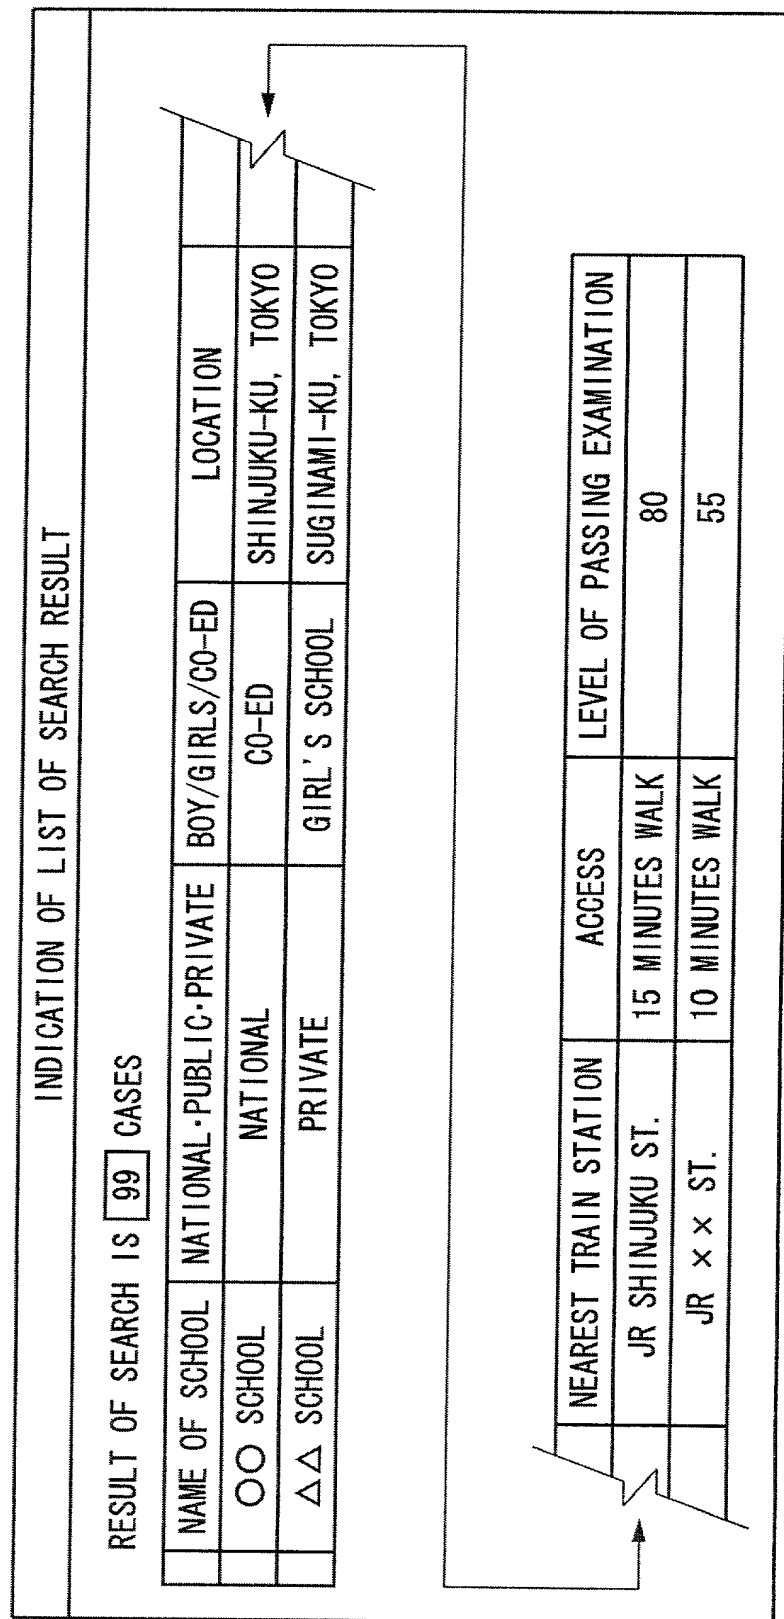 INDICATION OF LIST OF SEARCH RESULT
RESULT OF SEARCH IS 99 CASES
NAME OF SCHOOL NATIONAL·PUBLIC·PRIVATE BOY/GIRLS/CO-ED LOCATION
○○ SCHOOL NATIONAL CO-ED SHINJUKU-KU, TOKYO
△△ SCHOOL PRIVATE GIRL'S SCHOOL SUGINAMI-KU, TOKYO
NEAREST TRAIN STATION ACCESS LEVEL OF PASSING EXAMINATION
JR SHINJUKU ST. 15 MINUTES WALK 80
JR ×× ST. 10 MINUTES WALK 55